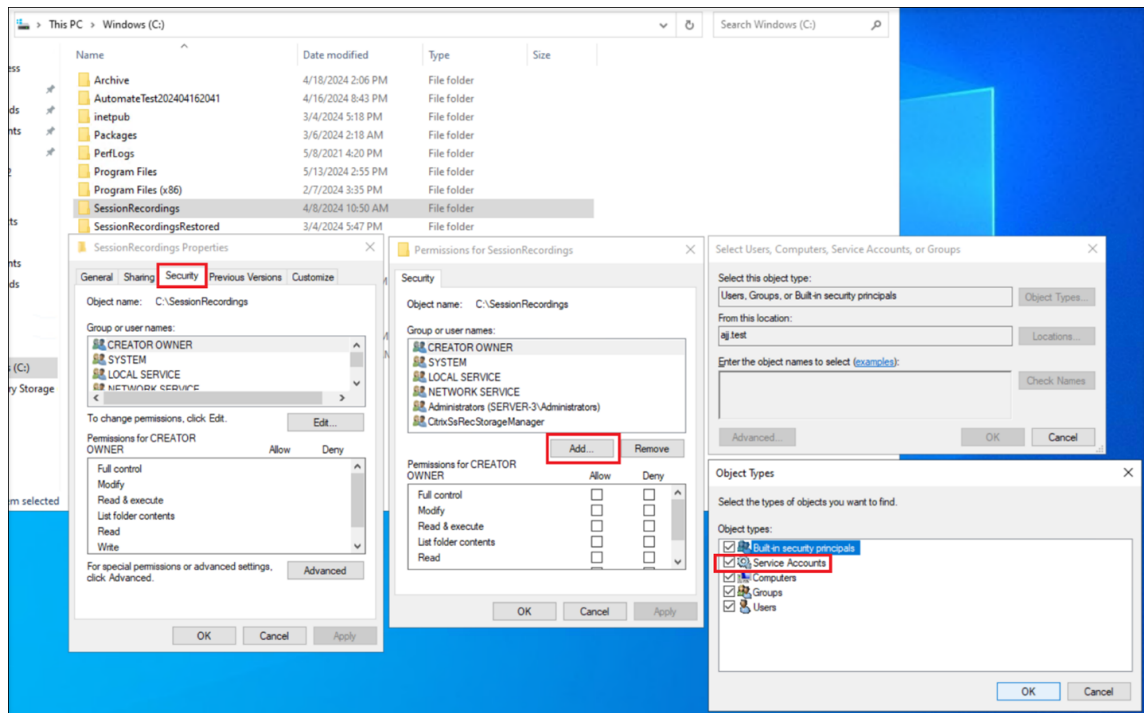 This PC > Windows (C:)
Search Windows (C:)
Name Date modified Type Size
Archive 4/18/2024 2:06 PM File folder
AutomateTest202404162041 4/16/2024 8:43 PM File folder
inetpub 3/4/2024 5:18 PM File folder
Packages 3/6/2024 2:18 AM File folder
PerfLogs 5/8/2021 4:20 PM File folder
Program Files 5/13/2024 2:55 PM File folder
Program Files (x86) 2/7/2024 3:35 PM File folder
SessionRecordings 4/8/2024 10:50 AM File folder
SessionRecordingsRestored 3/4/2024 5:47 PM File folder
ess
ds
nts
ts
nts
ds
(C:)
ry Storage
m selected
SessionRecordings Properties
General Sharing Security Previous Versions Customize
Object name: C:\SessionRecordings
Group or user names:
CREATOR OWNER
SYSTEM
LOCAL SERVICE
NETWORK SERVICE
To change permissions, click Edit.
Edit...
Permissions for CREATOR
OWNER Allow Deny
Full control
Modify
Read & execute
List folder contents
Read
Write
For special permissions or advanced settings,
click Advanced.
Advanced
OK Cancel Apply
Permissions for SessionRecordings
Security
Object name: C:\SessionRecordings
Group or user names:
CREATOR OWNER
SYSTEM
LOCAL SERVICE
NETWORK SERVICE
Administrators (SERVER-3\Administrators)
CitrixSsRecStorageManager
Add... Remove
Permissions for CREATOR
OWNER Allow Deny
Full control
Modify
Read & execute
List folder contents
Read
OK Cancel Apply
Select Users, Computers, Service Accounts, or Groups
Select this object type:
Users, Groups, or Built-in security principals
Object Types...
From this location:
ajj.test
Locations...
Enter the object names to select (examples):
Check Names
Advanced...
OK Cancel
Object Types
Select the types of objects you want to find.
Object types:
Built-in security principals
Service Accounts
Computers
Groups
Users
OK Cancel